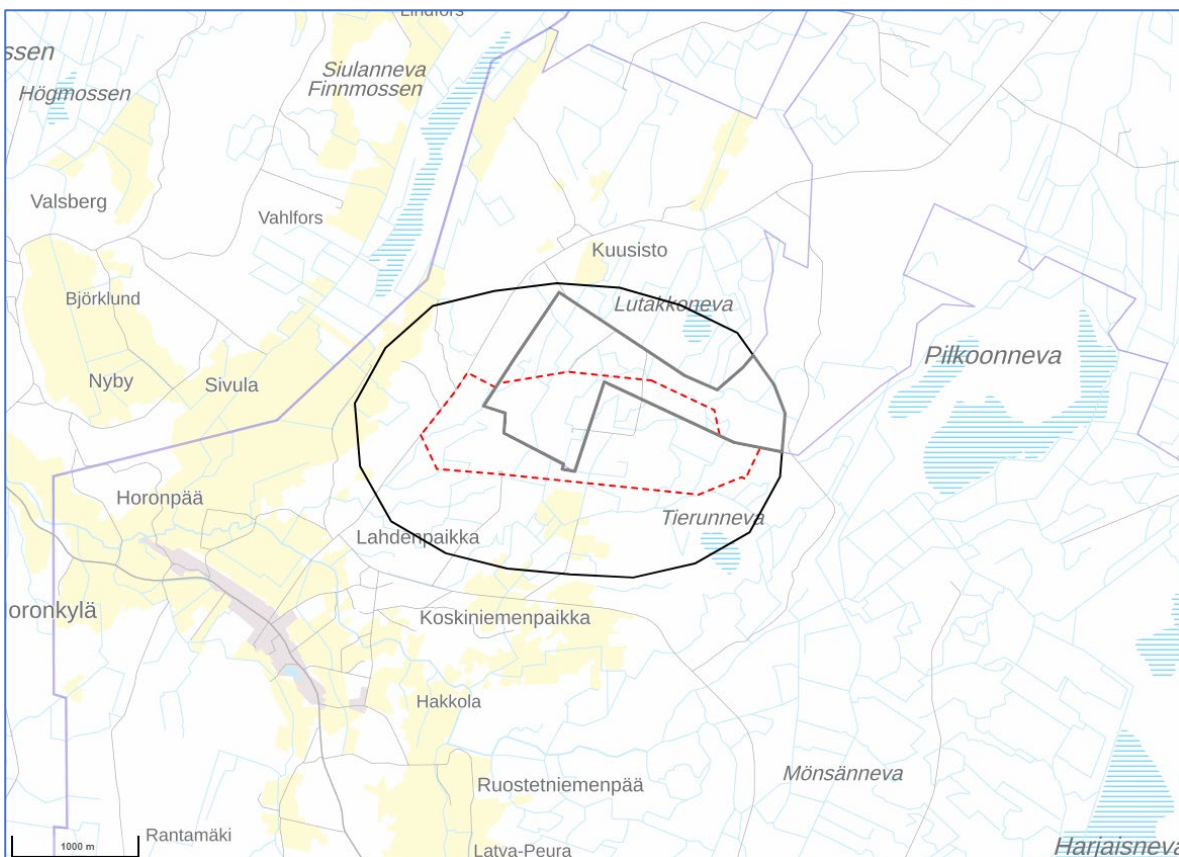 Lindfors
ssen
Siulanneva
Finnmossen
Högmossen
Valsberg
Vahlfors
Kuusisto
Björklund
Lutakkoneva
Pilkoonneva
Nyby
Sivula
Horonpää
Tierunneva
Lahdenpaikka
oronkylä
Koskiniemenpaikka
Hakkola
Mönsänneva
Ruostetniemenpää
Rantamäki
1000 m
Latva-Peura
Harjaisneva